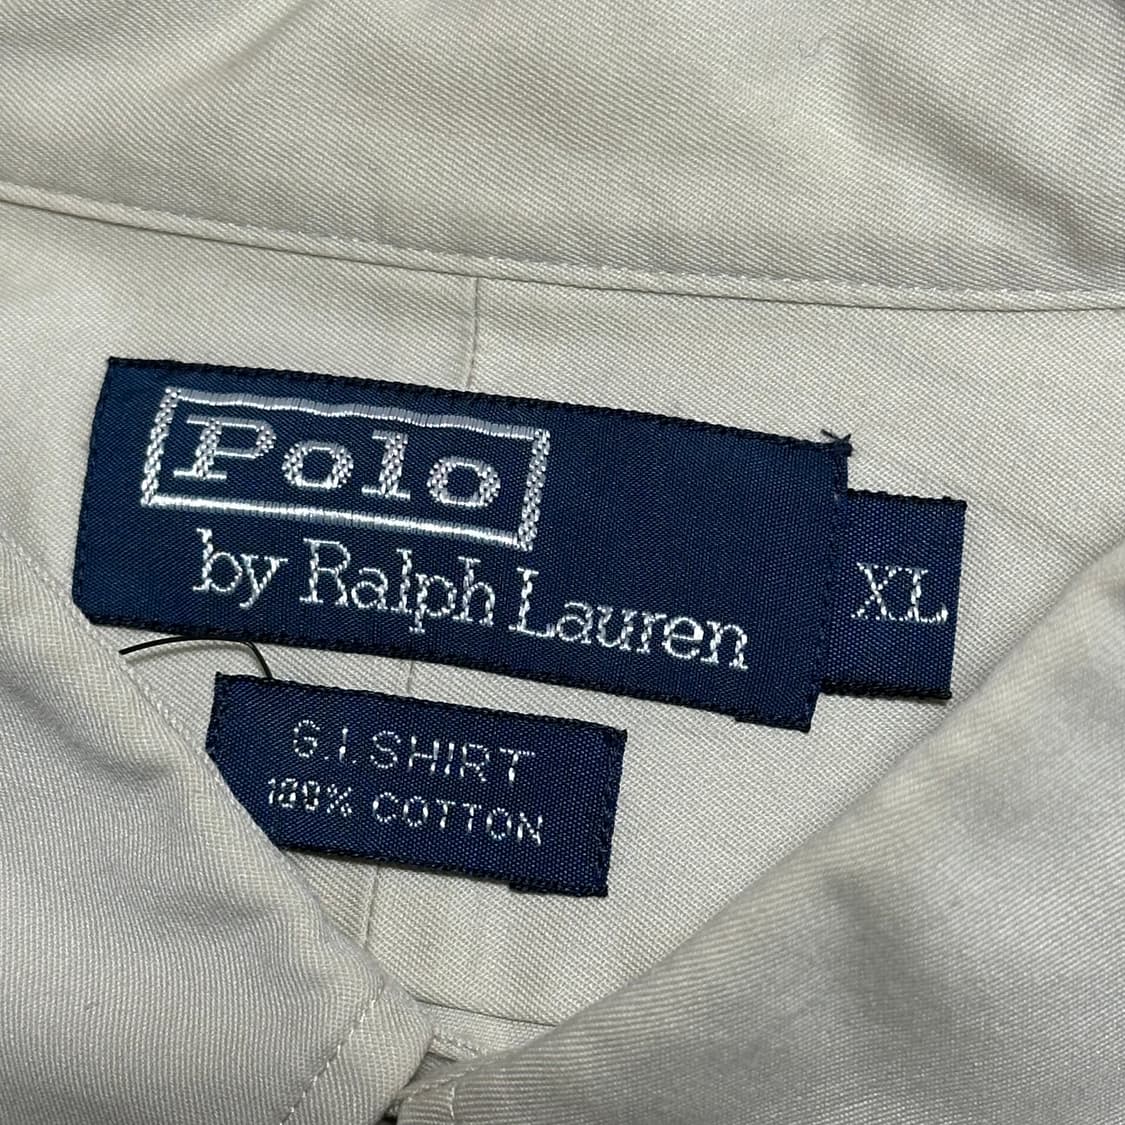 Polo
by Ralph Lauren
XL
G.I. SHIRT
100% COTTON